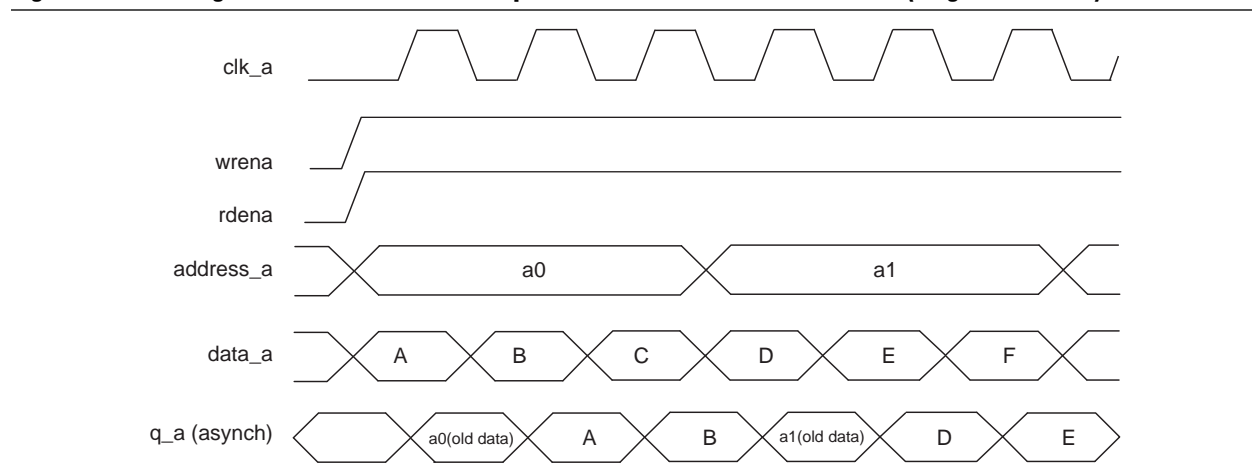 clk_a
wrena
rdena
address_a a0 a1
data_a A B C D E F
q_a (asynch) a0(old data) A B a1(old data) D E